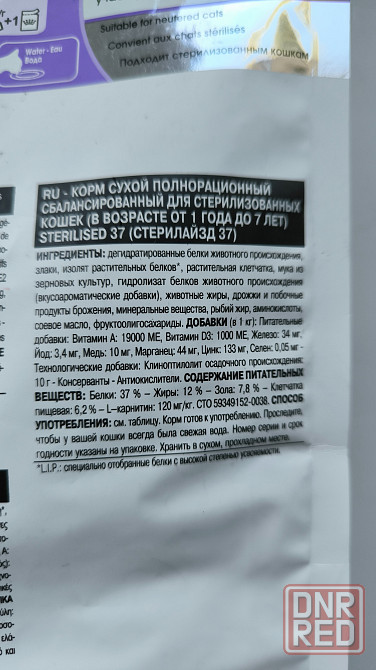 +1
Water - Eau
Вода
Suitable for neutered cats
Convient aux chats stérilisés
Подходит стерилизованным кошкам
RU - КОРМ СУХОЙ ПОЛНОРАЦИОННЫЙ
СБАЛАНСИРОВАННЫЙ ДЛЯ СТЕРИЛИЗОВАННЫХ
КОШЕК (В ВОЗРАСТЕ ОТ 1 ГОДА ДО 7 ЛЕТ)
STERILISED 37 (СТЕРИЛАЙЗД 37)
ИНГРЕДИЕНТЫ: дегидратированные белки животного происхождения,
злаки, изолят растительных белков*, растительная клетчатка, мука из
зерновых культур, гидролизат белков животного происхождения
(вкусоароматические добавки), животные жиры, дрожжи и побочные
продукты брожения, минеральные вещества, рыбий жир, аминокислоты,
соевое масло, фруктоолигосахариды. ДОБАВКИ (в 1 кг): Питательные
добавки: Витамин A: 19000 ME, Витамин D3: 1000 ME, Железо: 34 мг,
Йод: 3,4 мг, Медь: 10 мг, Марганец: 44 мг, Цинк: 133 мг, Селен: 0,05 мг -
Технологические добавки: Клиноптилолит осадочного происхождения:
10 г - Консерванты - Антиокислители. СОДЕРЖАНИЕ ПИТАТЕЛЬНЫХ
ВЕЩЕСТВ: Белки: 37 % – Жиры: 12 % – Зола: 7,8 % – Клетчатка
пищевая: 6,2 % – L-карнитин: 120 мг/кг. СТО 59349152-0038. СПОСОБ
УПОТРЕБЛЕНИЯ: см. таблицу. Корм готов к употреблению. Проследите,
чтобы у вашей кошки всегда была свежая вода. Номер серии и срок
годности указаны на упаковке. Хранить в сухом, прохладном месте.
*L.I.P.: специально отобранные белки с высокой степенью усвояемости.
DNR
RED